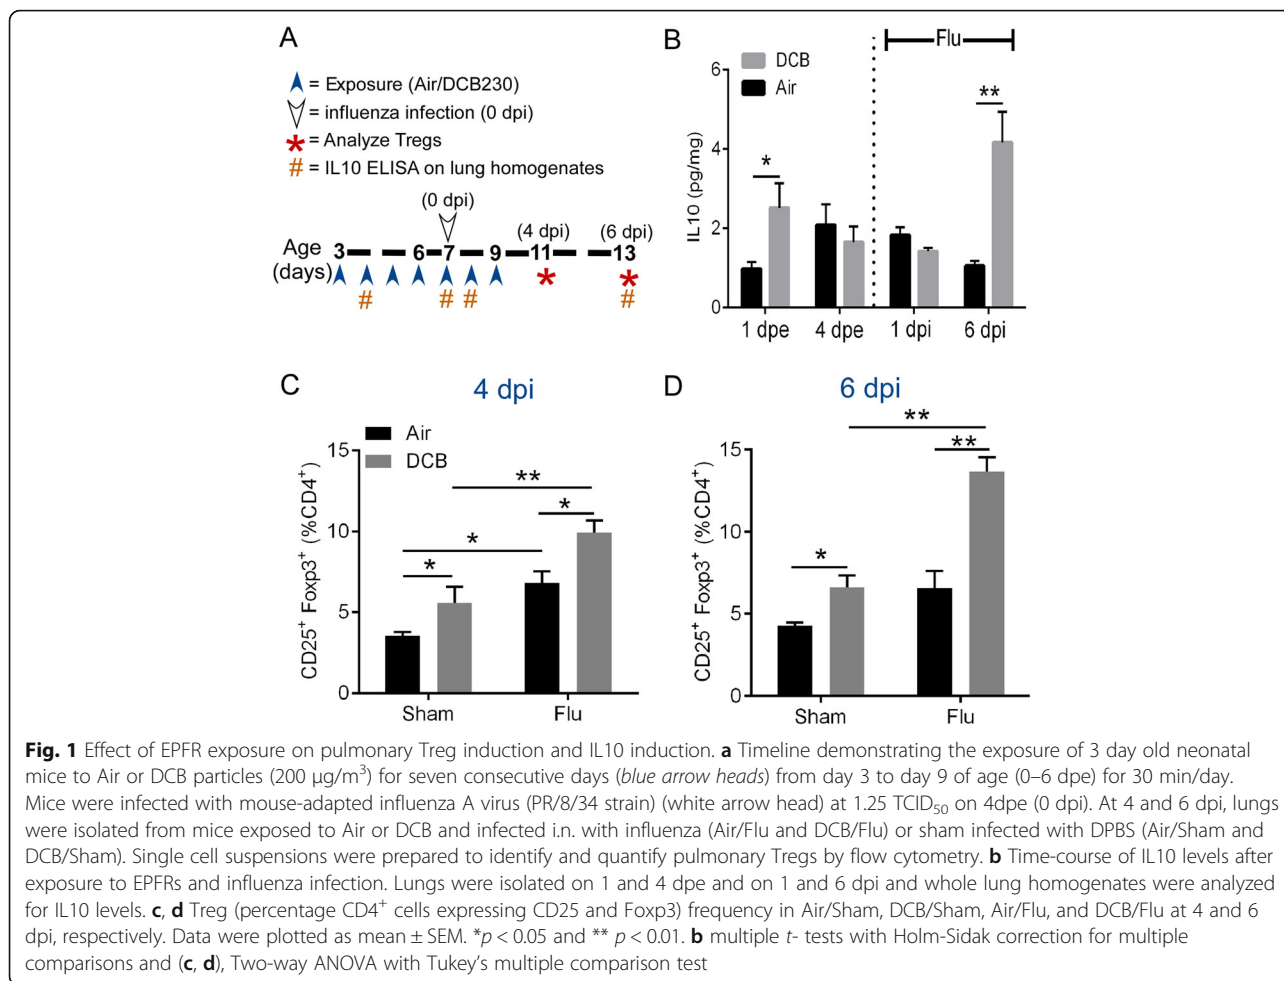 A
= Exposure (Air/DCB230)
= influenza infection (0 dpi)
* = Analyze Tregs
# = IL10 ELISA on lung homogenates
(0 dpi) (4 dpi) (6 dpi)
Age 3 6 7 9 11 13
(days)
* *
# # # #
B
Flu
DCB
Air
IL10 (pg/mg)
6
4
2
0
* **
1 dpe 4 dpe 1 dpi 6 dpi
C 4 dpi
Air
DCB
CD25+ Foxp3+ (%CD4+)
15
10
5
0
**
* *
*
Sham Flu
D 6 dpi
CD25+ Foxp3+ (%CD4+)
15
10
5
0
**
**
*
Sham Flu
Fig. 1 Effect of EPFR exposure on pulmonary Treg induction and IL10 induction. a Timeline demonstrating the exposure of 3 day old neonatal
mice to Air or DCB particles (200 μg/m³) for seven consecutive days (blue arrow heads) from day 3 to day 9 of age (0–6 dpe) for 30 min/day.
Mice were infected with mouse-adapted influenza A virus (PR/8/34 strain) (white arrow head) at 1.25 TCID₅₀ on 4dpe (0 dpi). At 4 and 6 dpi, lungs
were isolated from mice exposed to Air or DCB and infected i.n. with influenza (Air/Flu and DCB/Flu) or sham infected with DPBS (Air/Sham and
DCB/Sham). Single cell suspensions were prepared to identify and quantify pulmonary Tregs by flow cytometry. b Time-course of IL10 levels after
exposure to EPFRs and influenza infection. Lungs were isolated on 1 and 4 dpe and on 1 and 6 dpi and whole lung homogenates were analyzed
for IL10 levels. c, d Treg (percentage CD4⁺ cells expressing CD25 and Foxp3) frequency in Air/Sham, DCB/Sham, Air/Flu, and DCB/Flu at 4 and 6
dpi, respectively. Data were plotted as mean ± SEM. *p < 0.05 and ** p < 0.01. b multiple t- tests with Holm-Sidak correction for multiple
comparisons and (c, d), Two-way ANOVA with Tukey's multiple comparison test